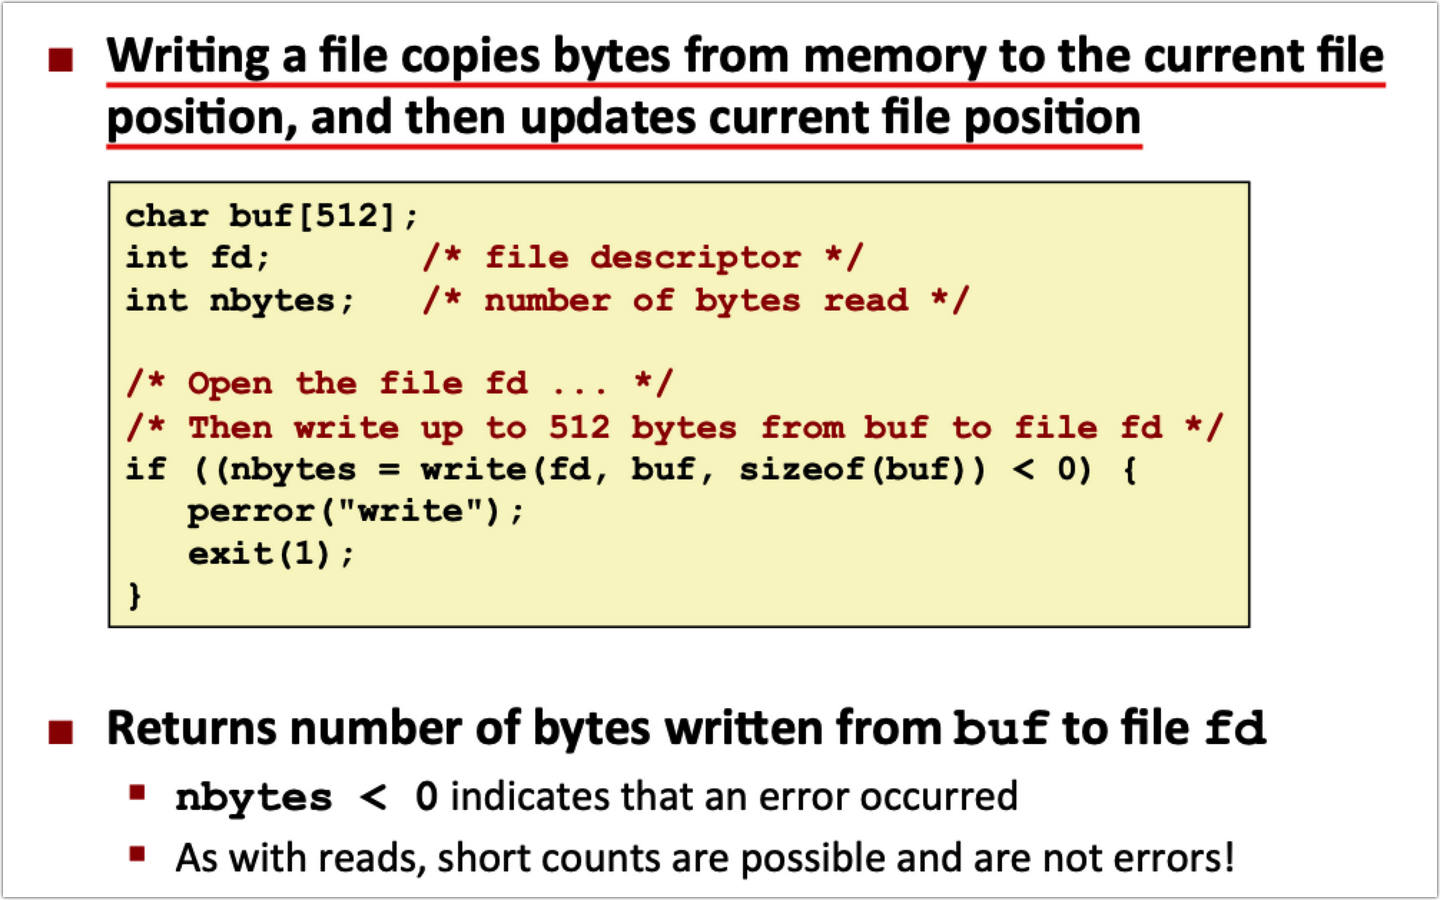 Writing a file copies bytes from memory to the current file
position, and then updates current file position
char buf[512];
int fd;       /* file descriptor */
int nbytes;   /* number of bytes read */
/* Open the file fd ... */
/* Then write up to 512 bytes from buf to file fd */
if ((nbytes = write(fd, buf, sizeof(buf)) < 0) {
   perror("write");
   exit(1);
}
Returns number of bytes written from buf to file fd
nbytes < 0 indicates that an error occurred
As with reads, short counts are possible and are not errors!